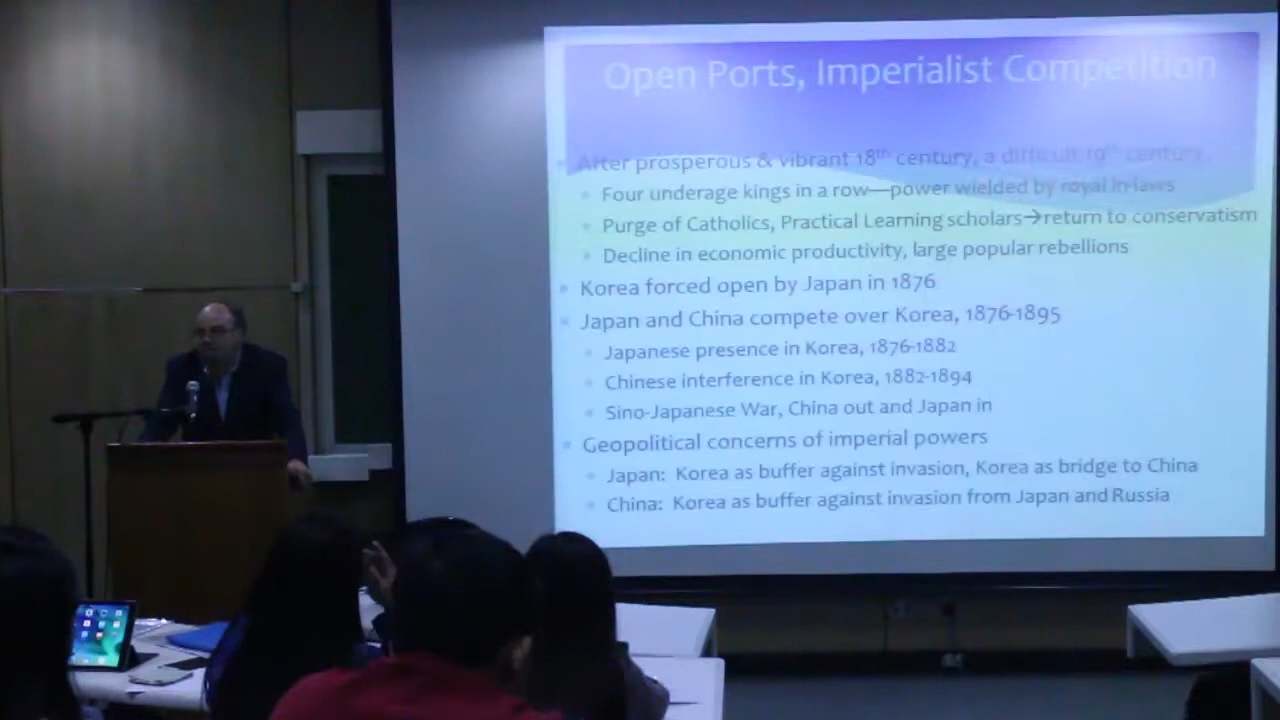 Open Ports, Imperialist Competition
After prosperous & vibrant 18th century, a difficult 19th century
Four underage kings in a row—power wielded by royal in-laws
Purge of Catholics, Practical Learning scholars→return to conservatism
Decline in economic productivity, large popular rebellions
Korea forced open by Japan in 1876
Japan and China compete over Korea, 1876-1895
Japanese presence in Korea, 1876-1882
Chinese interference in Korea, 1882-1894
Sino-Japanese War, China out and Japan in
Geopolitical concerns of imperial powers
Japan: Korea as buffer against invasion, Korea as bridge to China
China: Korea as buffer against invasion from Japan and Russia